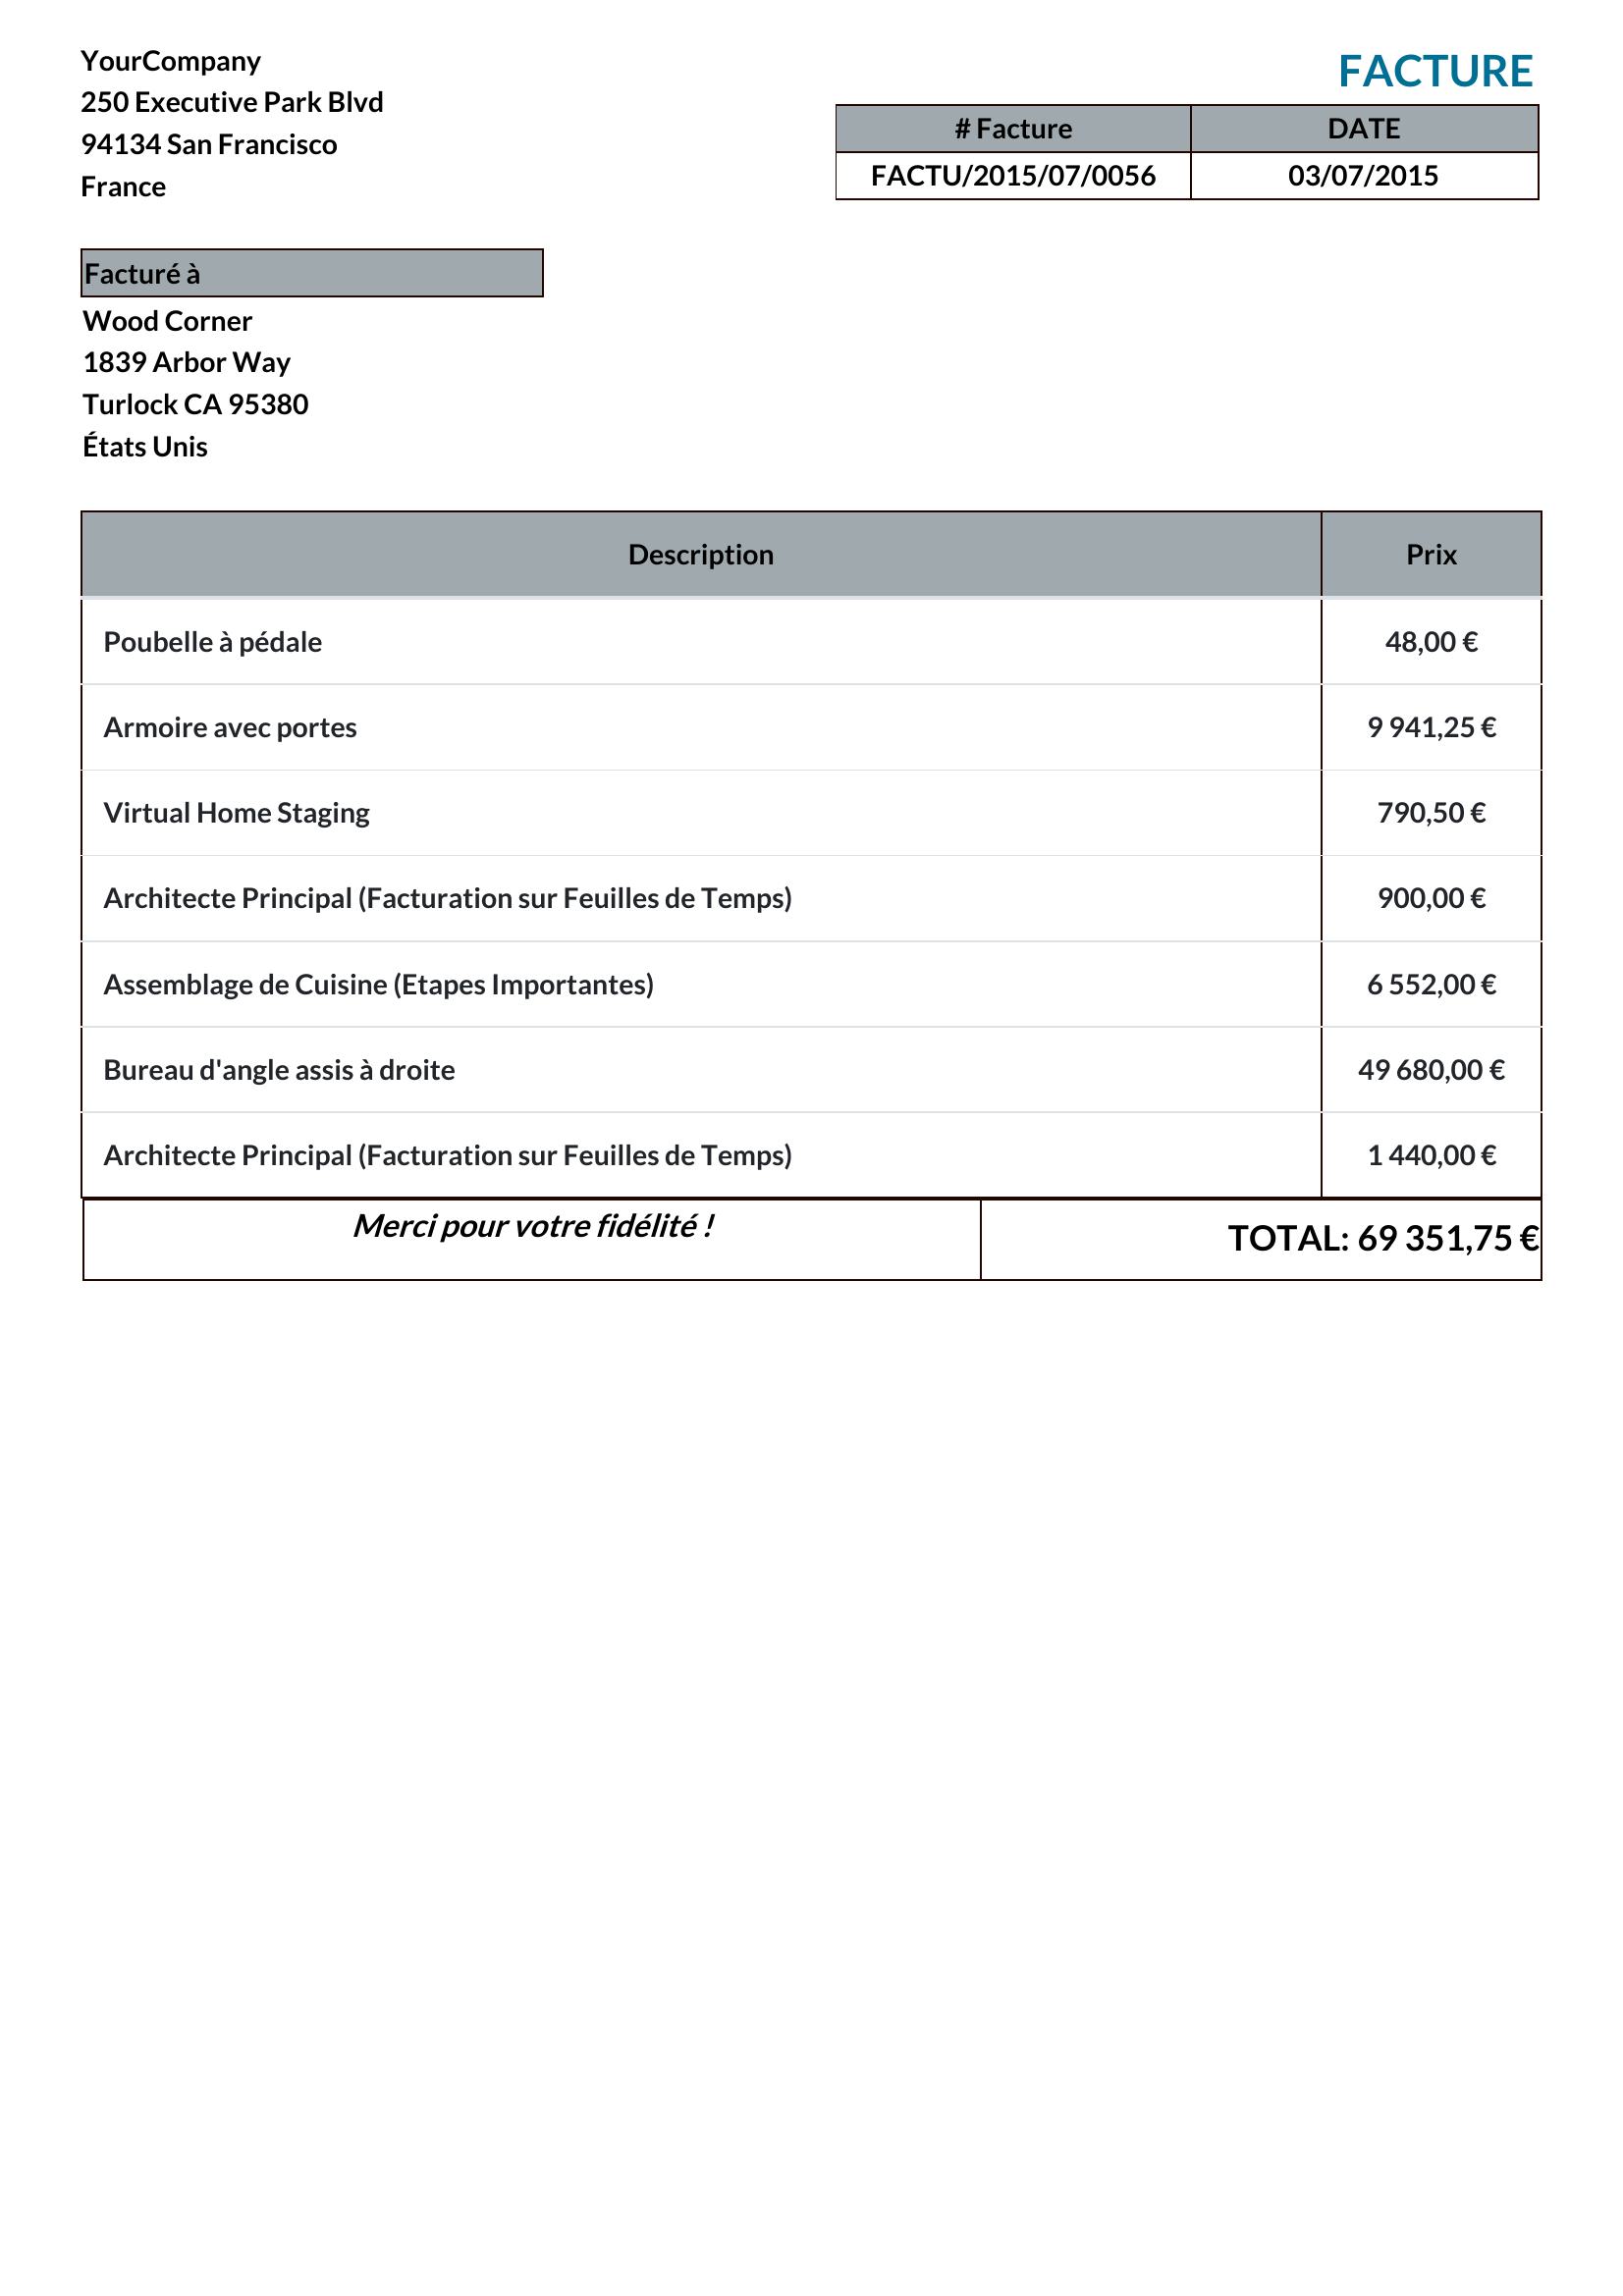 YourCompany
250 Executive Park Blvd
94134 San Francisco
France
FACTURE
# Facture DATE
FACTU/2015/07/0056 03/07/2015
Facturé à
Wood Corner
1839 Arbor Way
Turlock CA 95380
États Unis
Description Prix
Poubelle à pédale 48,00 €
Armoire avec portes 9 941,25 €
Virtual Home Staging 790,50 €
Architecte Principal (Facturation sur Feuilles de Temps) 900,00 €
Assemblage de Cuisine (Etapes Importantes) 6 552,00 €
Bureau d'angle assis à droite 49 680,00 €
Architecte Principal (Facturation sur Feuilles de Temps) 1 440,00 €
Merci pour votre fidélité ! TOTAL: 69 351,75 €